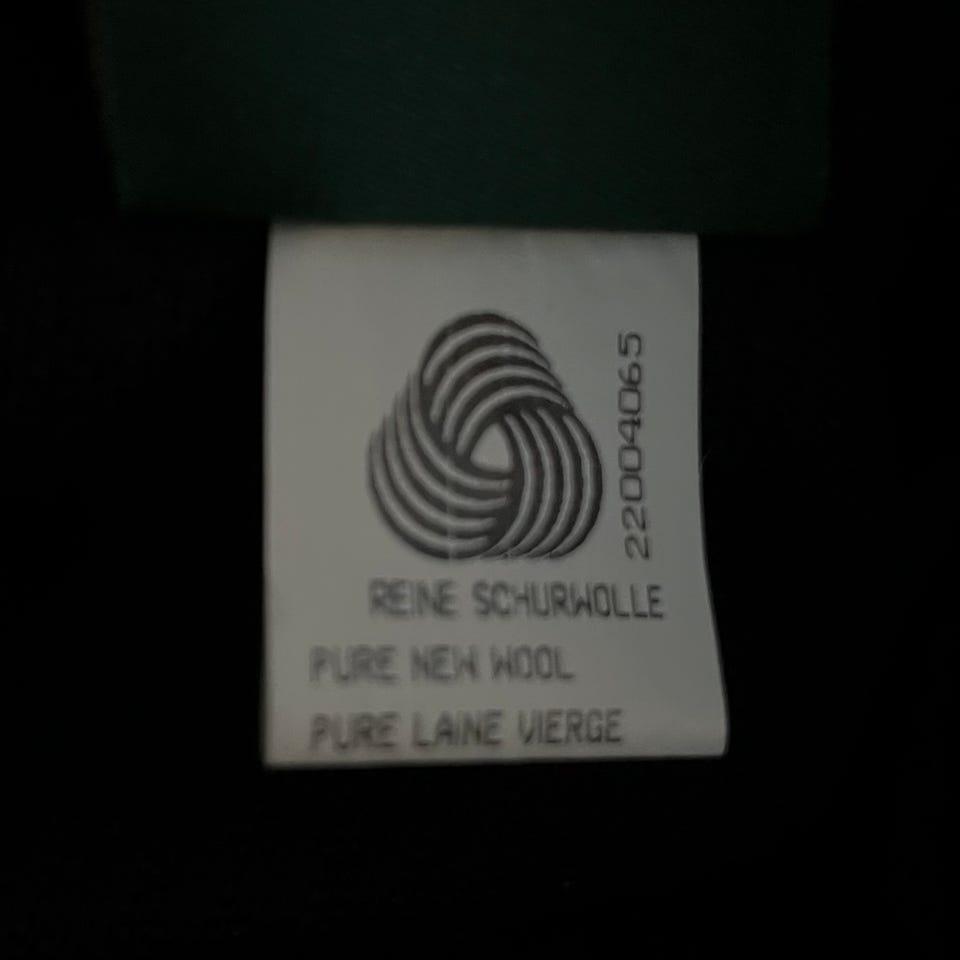 22004065
REINE SCHURWOLLE
PURE NEW WOOL
PURE LAINE VIERGE